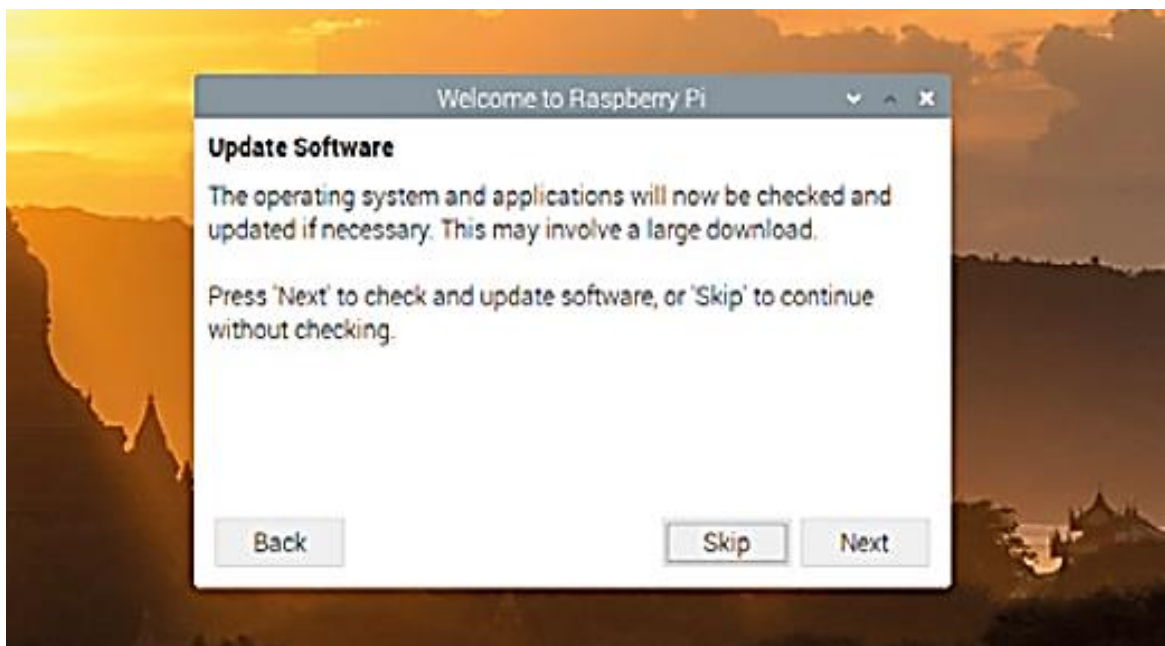 Welcome to Raspberry Pi
Update Software
The operating system and applications will now be checked and
updated if necessary. This may involve a large download.
Press 'Next' to check and update software, or 'Skip' to continue
without checking.
Back
Skip
Next